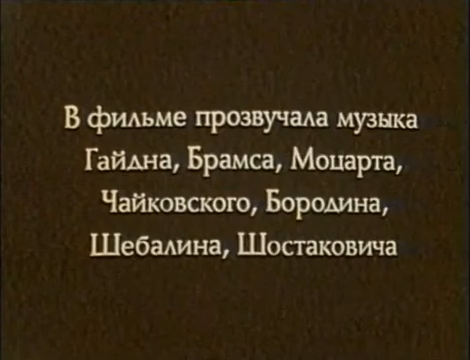 В фильме прозвучала музыка
Гайдна, Брамса, Моцарта,
Чайковского, Бородина,
Шебалина, Шостаковича